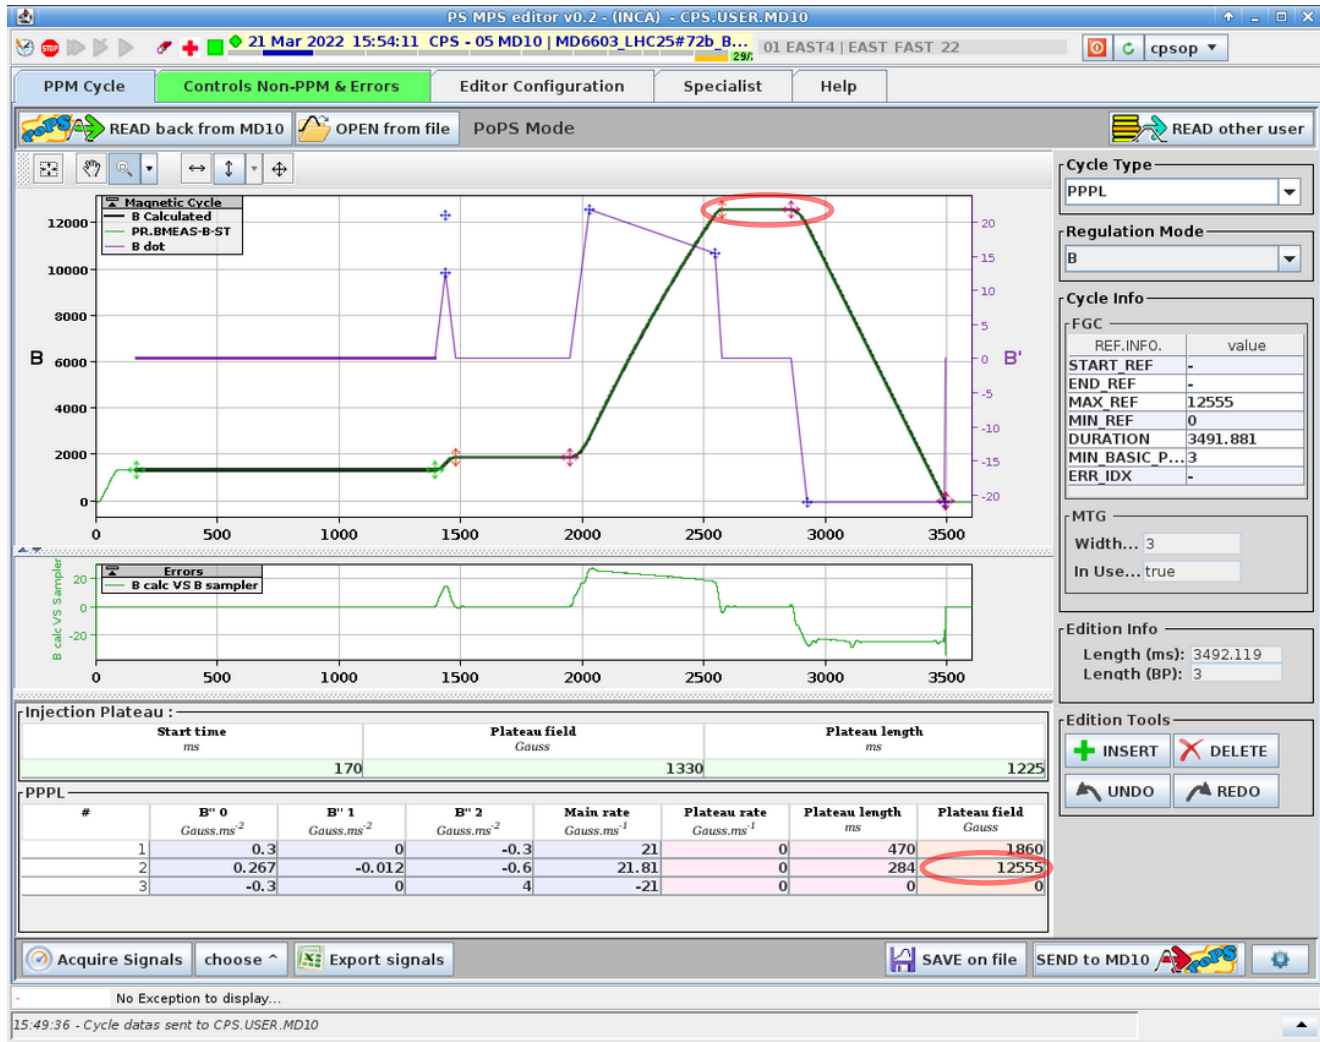 PS MPS editor v0.2 - (INCA) - CPS.USER.MD10
STOP 21 Mar 2022 15:54:11 CPS - 05 MD10 | MD6603_LHC25#72b_B... 01 EAST4 | EAST FAST 22 cpsop
PPM Cycle Controls Non-PPM & Errors Editor Configuration Specialist Help
PoPS READ back from MD10 OPEN from file PoPS Mode READ other user
Magnetic Cycle
B Calculated
PR.BMEAS-B-ST
B dot
12000
10000
8000
6000
4000
2000
0
B
20
15
10
5
0
-5
-10
-15
-20
B'
0 500 1000 1500 2000 2500 3000 3500
Errors
B calc VS B sampler
B calc VS Sampler
20
0
-20
0 500 1000 1500 2000 2500 3000 3500
Cycle Type
PPPL
Regulation Mode
B
Cycle Info
FGC
REF.INFO. value
START_REF -
END_REF -
MAX_REF 12555
MIN_REF 0
DURATION 3491.881
MIN_BASIC_P... 3
ERR_IDX -
MTG
Width... 3
In Use... true
Edition Info
Length (ms): 3492.119
Length (BP): 3
Edition Tools
INSERT DELETE
UNDO REDO
Injection Plateau :
Start time Plateau field Plateau length
ms Gauss ms
170 1330 1225
PPPL
# B" 0 B" 1 B" 2 Main rate Plateau rate Plateau length Plateau field
Gauss.ms-2 Gauss.ms-2 Gauss.ms-2 Gauss.ms-1 Gauss.ms-1 ms Gauss
1 0.3 0 -0.3 21 0 470 1860
2 0.267 -0.012 -0.6 21.81 0 284 12555
3 -0.3 0 4 -21 0 0 0
Acquire Signals choose ^ Export signals SAVE on file SEND to MD10 PoPS
- No Exception to display...
15:49:36 - Cycle datas sent to CPS.USER.MD10